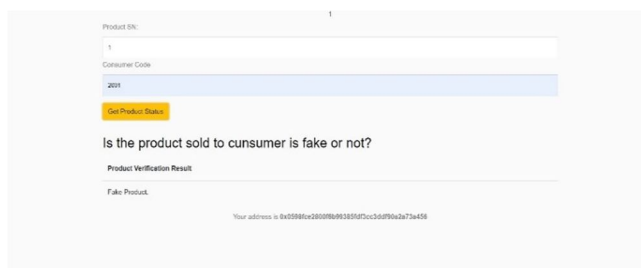 1
Product SN:
1
Consumer Code
2001
Get Product Status
Is the product sold to cunsumer is fake or not?
Product Verification Result
Fake Product.
Your address is